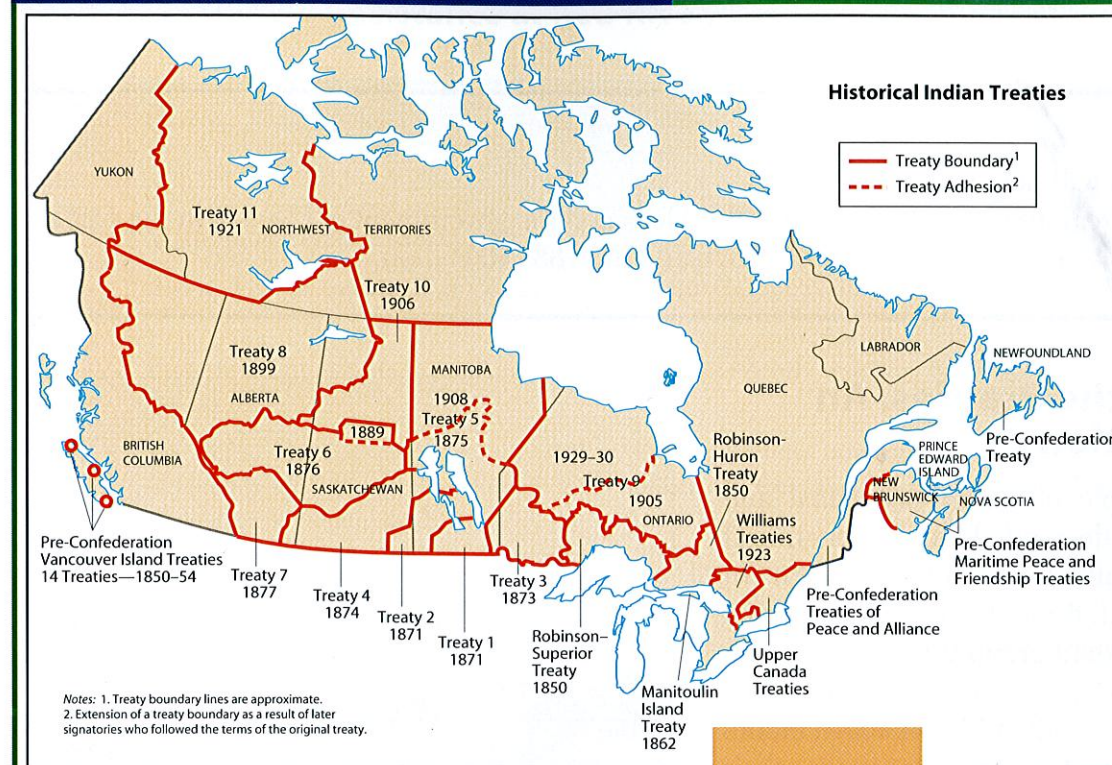 Historical Indian Treaties
Treaty Boundary1
Treaty Adhesion2
YUKON
Treaty 11
1921
NORTHWEST
TERRITORIES
Treaty 10
1906
Treaty 8
1899
ALBERTA
MANITOBA
1908
Treaty 5
1875
1889
Treaty 6
1876
SASKATCHEWAN
BRITISH
COLUMBIA
1929–30
Treaty 9
1905
ONTARIO
Robinson-
Huron
Treaty
1850
Williams
Treaties
1923
QUEBEC
LABRADOR
NEWFOUNDLAND
Pre-Confederation
Treaty
PRINCE
EDWARD
ISLAND
NEW
BRUNSWICK
NOVA SCOTIA
Pre-Confederation
Maritime Peace and
Friendship Treaties
Pre-Confederation
Treaties of
Peace and Alliance
Upper
Canada
Treaties
Manitoulin
Island
Treaty
1862
Robinson–
Superior
Treaty
1850
Treaty 3
1873
Treaty 1
1871
Treaty 2
1871
Treaty 4
1874
Treaty 7
1877
Pre-Confederation
Vancouver Island Treaties
14 Treaties—1850–54
Notes: 1. Treaty boundary lines are approximate.
2. Extension of a treaty boundary as a result of later
signatories who followed the terms of the original treaty.